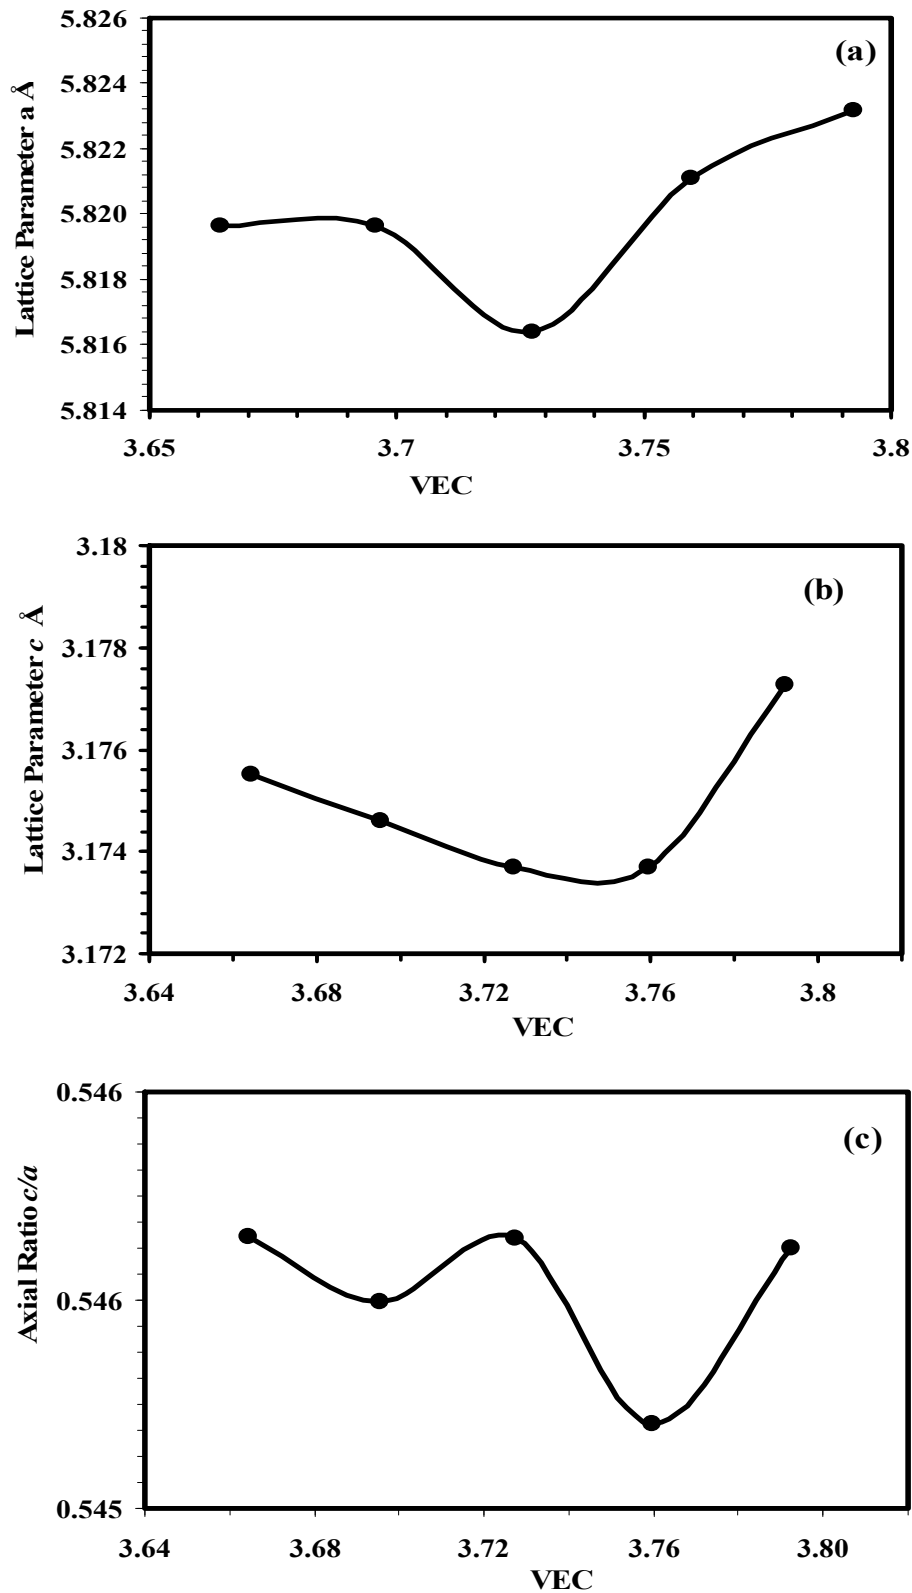 5.826
(a)
5.824
5.822
5.820
5.818
5.816
5.814
Lattice Parameter a Å
3.65 3.7 3.75 3.8
VEC
3.18
(b)
3.178
3.176
3.174
3.172
Lattice Parameter c Å
3.64 3.68 3.72 3.76 3.8
VEC
0.546
(c)
0.546
0.545
Axial Ratio c/a
3.64 3.68 3.72 3.76 3.80
VEC